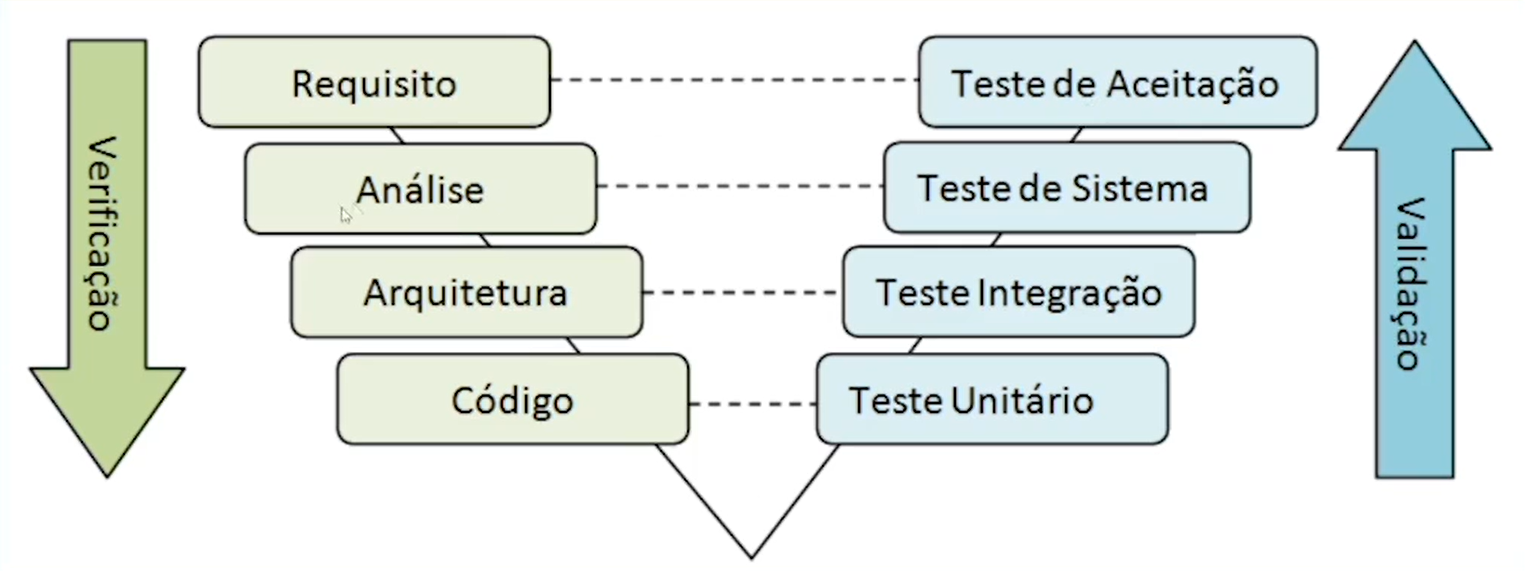 Requisito
Teste de Aceitação
Análise
Teste de Sistema
Arquitetura
Teste Integração
Código
Teste Unitário
Verificação
Validação